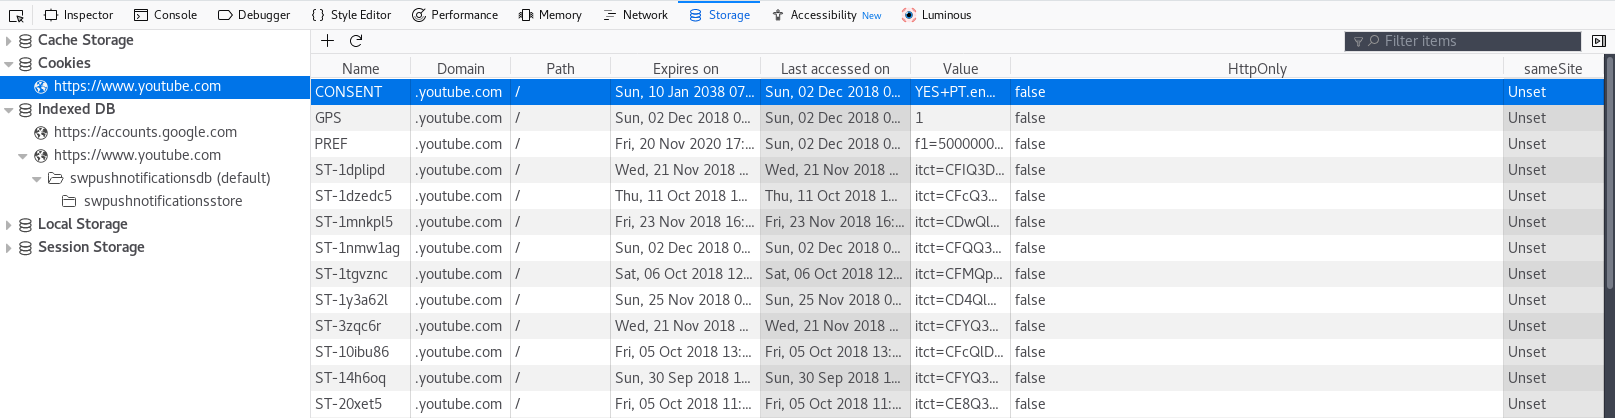 Inspector Console Debugger Style Editor Performance Memory Network Storage Accessibility New Luminous
Cache Storage
Cookies
https://www.youtube.com
Indexed DB
https://accounts.google.com
https://www.youtube.com
swpushnotificationsdb (default)
swpushnotificationsstore
Local Storage
Session Storage
Filter items
Name Domain Path Expires on Last accessed on Value HttpOnly sameSite
CONSENT .youtube.com / Sun, 10 Jan 2038 07... Sun, 02 Dec 2018 0... YES+PT.en... false Unset
GPS .youtube.com / Sun, 02 Dec 2018 0... Sun, 02 Dec 2018 0... 1 false Unset
PREF .youtube.com / Fri, 20 Nov 2020 17:... Sun, 02 Dec 2018 0... f1=5000000... false Unset
ST-1dplipd .youtube.com / Wed, 21 Nov 2018 ... Wed, 21 Nov 2018 ... itct=CFIQ3D... false Unset
ST-1dzedc5 .youtube.com / Thu, 11 Oct 2018 1... Thu, 11 Oct 2018 1... itct=CFcQ3... false Unset
ST-1mnkpl5 .youtube.com / Fri, 23 Nov 2018 16:... Fri, 23 Nov 2018 16:... itct=CDwQl... false Unset
ST-1nmw1ag .youtube.com / Sun, 02 Dec 2018 0... Sun, 02 Dec 2018 0... itct=CFQQ3... false Unset
ST-1tgvznc .youtube.com / Sat, 06 Oct 2018 12... Sat, 06 Oct 2018 12... itct=CFMQp... false Unset
ST-1y3a62l .youtube.com / Sun, 25 Nov 2018 0... Sun, 25 Nov 2018 0... itct=CD4Ql... false Unset
ST-3zqc6r .youtube.com / Wed, 21 Nov 2018 ... Wed, 21 Nov 2018 ... itct=CFYQ3... false Unset
ST-10ibu86 .youtube.com / Fri, 05 Oct 2018 13:... Fri, 05 Oct 2018 13:... itct=CFcQlD... false Unset
ST-14h6oq .youtube.com / Sun, 30 Sep 2018 1... Sun, 30 Sep 2018 1... itct=CFYQ3... false Unset
ST-20xet5 .youtube.com / Fri, 05 Oct 2018 11:... Fri, 05 Oct 2018 11:... itct=CE8Q3... false Unset